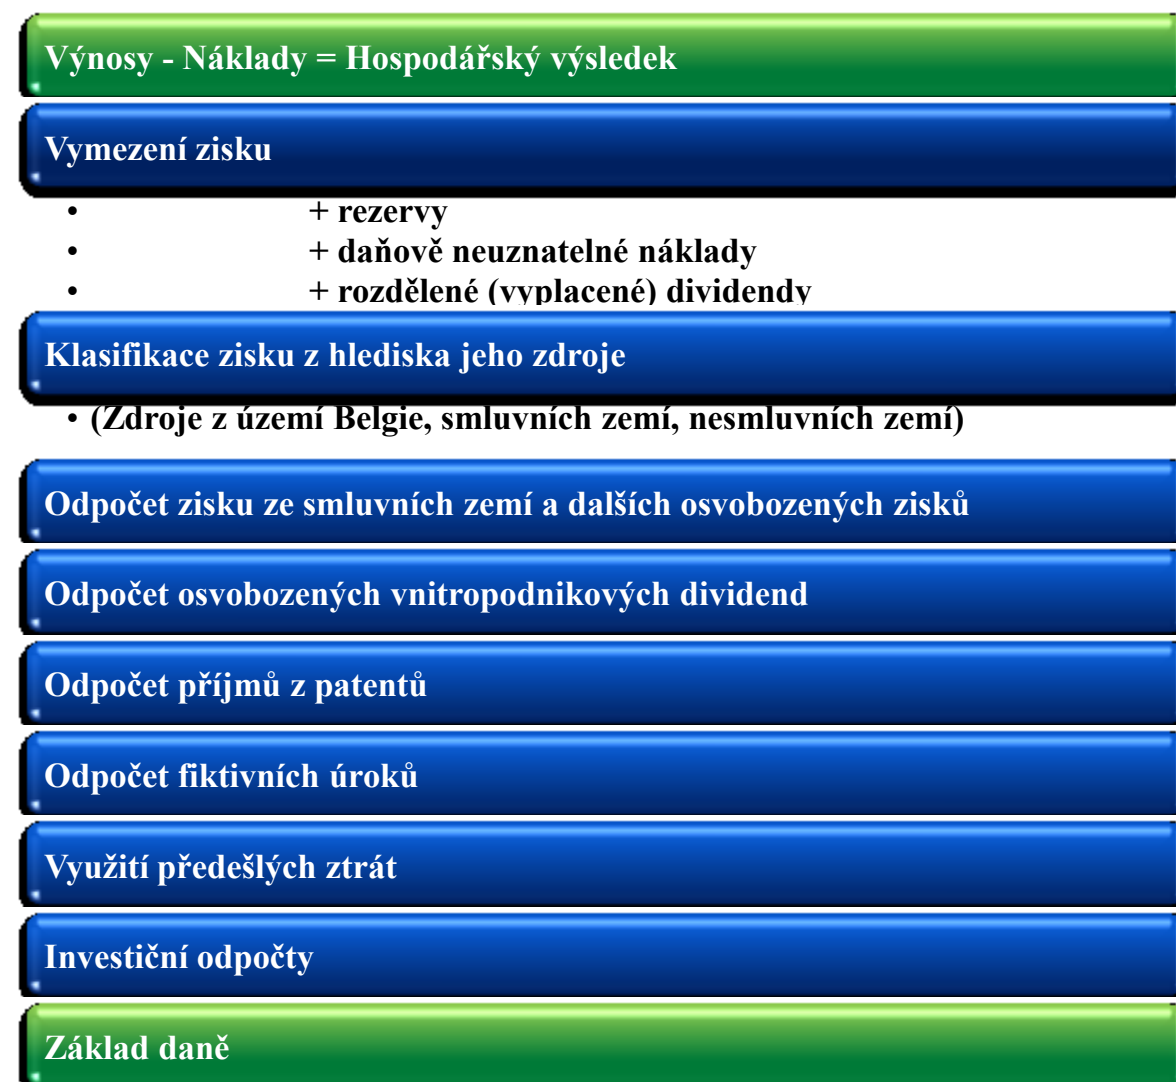 Výnosy - Náklady = Hospodářský výsledek
Vymezení zisku
• + rezervy
• + daňově neuznatelné náklady
• + rozdělené (vyplacené) dividendy
Klasifikace zisku z hlediska jeho zdroje
• (Zdroje z území Belgie, smluvních zemí, nesmluvních zemí)
Odpočet zisku ze smluvních zemí a dalších osvobozených zisků
Odpočet osvobozených vnitropodnikových dividend
Odpočet příjmů z patentů
Odpočet fiktivních úroků
Využití předešlých ztrát
Investiční odpočty
Základ daně